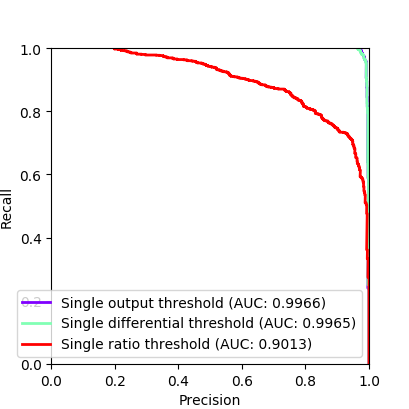 1.0
0.8
0.6
0.4
0.2
0.0
Recall
Single output threshold (AUC: 0.9966)
Single differential threshold (AUC: 0.9965)
Single ratio threshold (AUC: 0.9013)
0.0 0.2 0.4 0.6 0.8 1.0
Precision